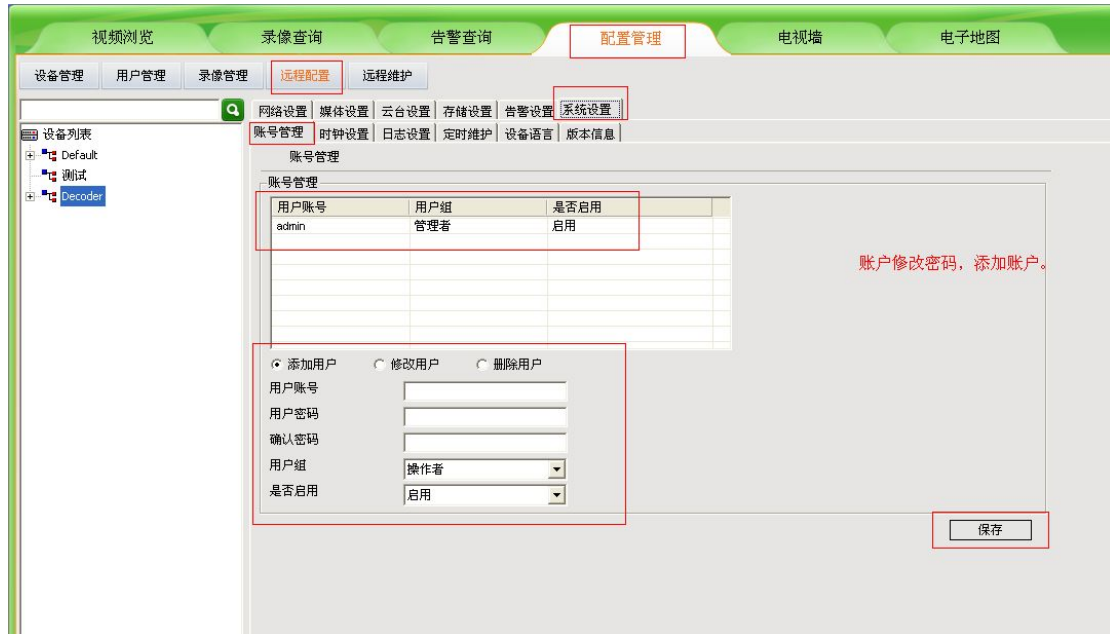 视频浏览 录像查询 告警查询 配置管理 电视墙 电子地图
设备管理 用户管理 录像管理 远程配置 远程维护
网络设置 媒体设置 云台设置 存储设置 告警设置 系统设置
设备列表
Default
测试
Decoder
账号管理 时钟设置 日志设置 定时维护 设备语言 版本信息
账号管理
账号管理
用户账号 用户组 是否启用
admin 管理者 启用
账户修改密码，添加账户。
添加用户 修改用户 删除用户
用户账号
用户密码
确认密码
用户组 操作者
是否启用 启用
保存